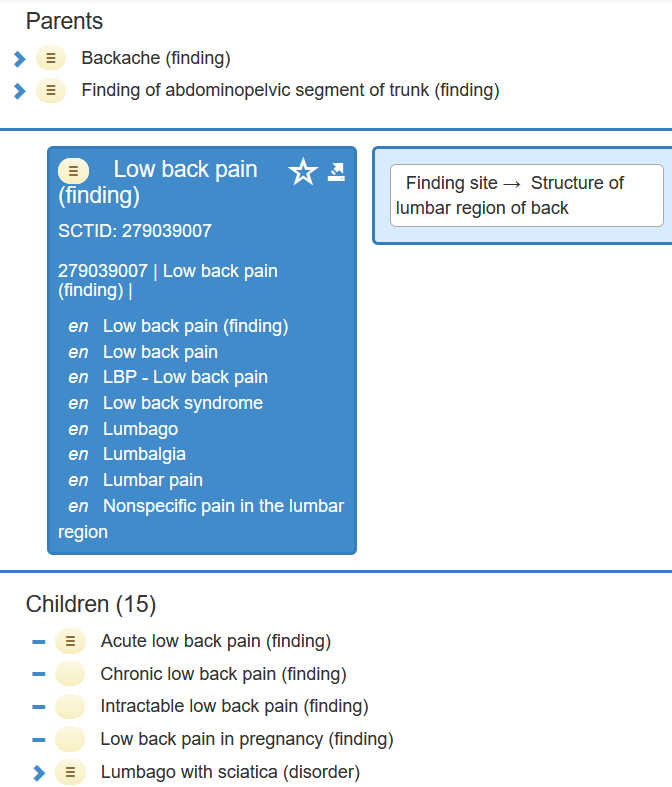 Parents
Backache (finding)
Finding of abdominopelvic segment of trunk (finding)
Low back pain
(finding)
SCTID: 279039007
279039007 | Low back pain
(finding) |
en Low back pain (finding)
en Low back pain
en LBP - Low back pain
en Low back syndrome
en Lumbago
en Lumbalgia
en Lumbar pain
en Nonspecific pain in the lumbar
region
Finding site → Structure of
lumbar region of back
Children (15)
Acute low back pain (finding)
Chronic low back pain (finding)
Intractable low back pain (finding)
Low back pain in pregnancy (finding)
Lumbago with sciatica (disorder)